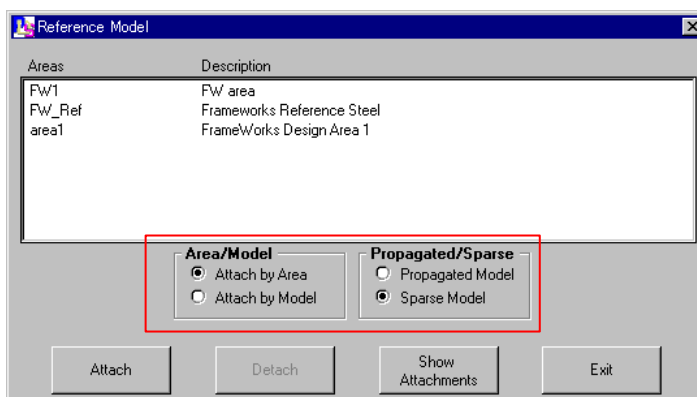 Reference Model
Areas Description
FW1 FW area
FW_Ref Frameworks Reference Steel
area1 FrameWorks Design Area 1
Area/Model Propagated/Sparse
Attach by Area Propagated Model
Attach by Model Sparse Model
Attach Detach Show Attachments Exit